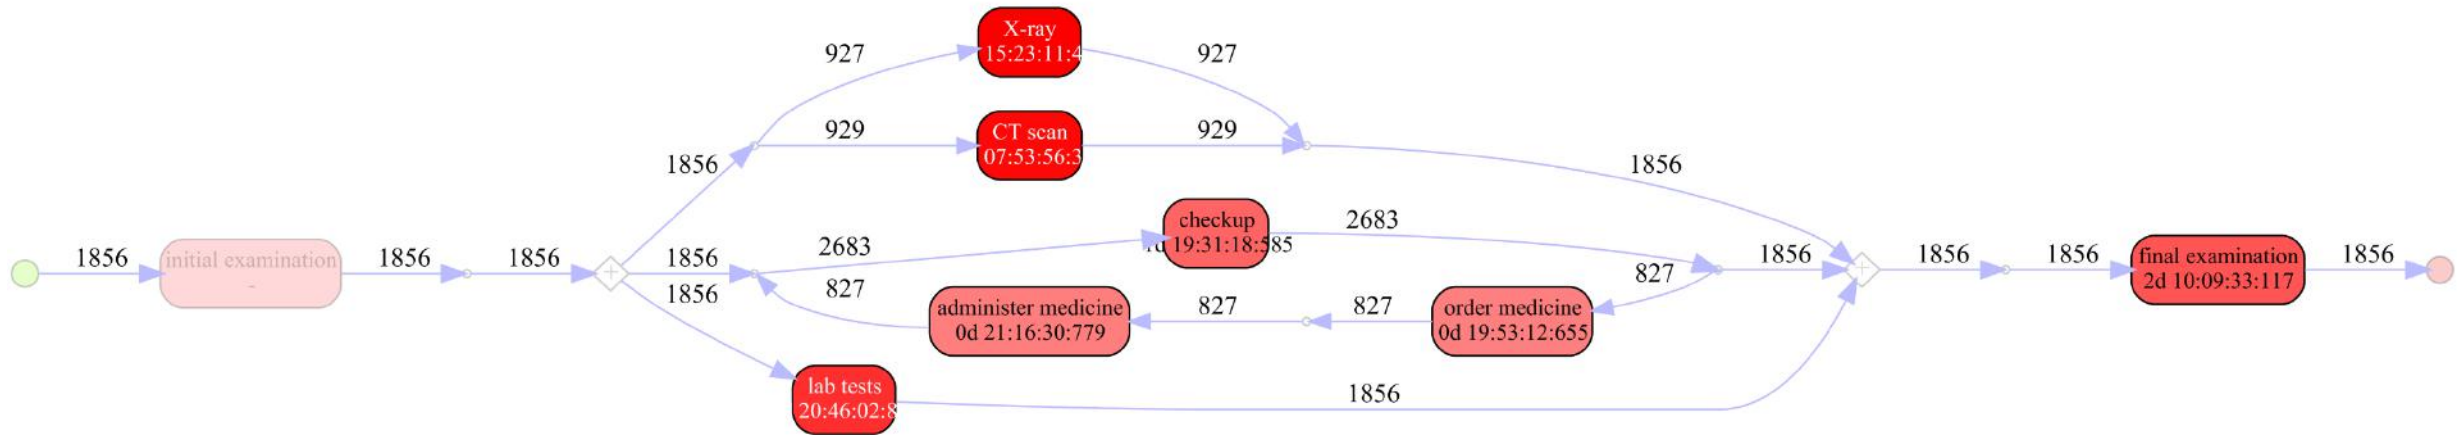 X-ray
15:23:11:4
927
927
CT scan
07:53:56:3
929
929
1856
1856
checkup
19:31:18:585
2683
2683
1856
initial examination
-
1856
1856
1856
1856
1856
1856
final examination
2d 10:09:33:117
1856
827
827
administer medicine
0d 21:16:30:779
827
827
order medicine
0d 19:53:12:655
1856
lab tests
20:46:02:8
1856